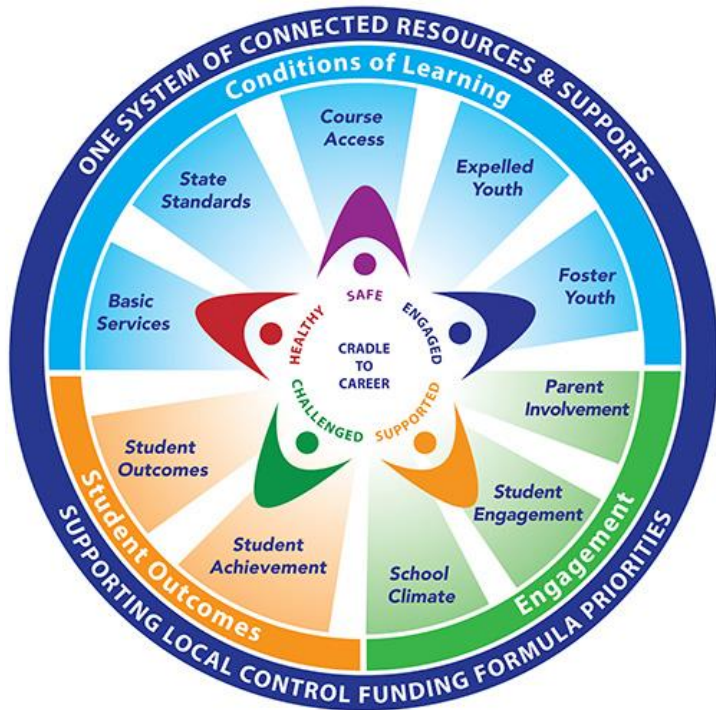 ONE SYSTEM OF CONNECTED RESOURCES & SUPPORTS
Conditions of Learning
Basic
Services
State
Standards
Course
Access
Expelled
Youth
Foster
Youth
HEALTHY
SAFE
ENGAGED
SUPPORTED
CHALLENGED
CRADLE
TO
CAREER
Parent
Involvement
Student
Engagement
School
Climate
Engagement
Student
Outcomes
Student
Achievement
Student Outcomes
SUPPORTING LOCAL CONTROL FUNDING FORMULA PRIORITIES